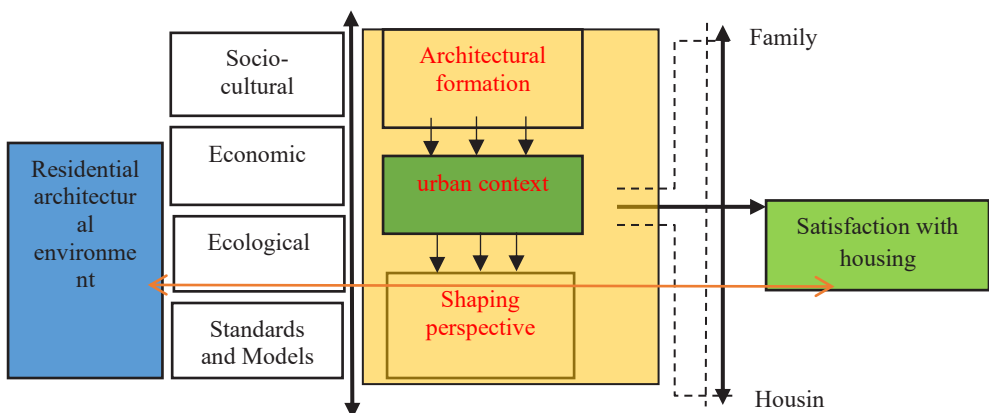 Residential
architectur
al
environme
nt
Socio-
cultural
Economic
Ecological
Standards
and Models
Architectural
formation
urban context
Shaping
perspective
Family
Housin
Satisfaction with
housing